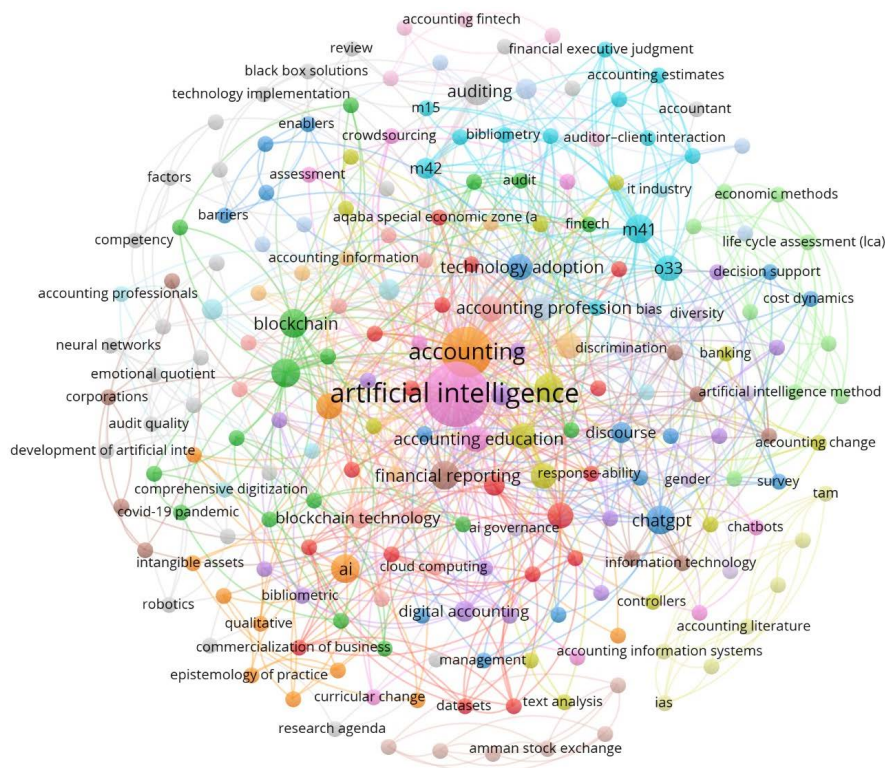 accounting fintech
review
financial executive judgment
black box solutions
accounting estimates
technology implementation
auditing
m15
accountant
enablers
crowdsourcing
bibliometry
auditor–client interaction
m42
factors
assessment
audit
it industry
economic methods
barriers
aqaba special economic zone (a
fintech
m41
competency
life cycle assessment (lca)
accounting information
technology adoption
o33
decision support
accounting professionals
cost dynamics
accounting profession
bias
diversity
blockchain
neural networks
accounting
discrimination
banking
emotional quotient
corporations
artificial intelligence
artificial intelligence method
audit quality
accounting education
discourse
accounting change
development of artificial inte
financial reporting
response-ability
gender
survey
comprehensive digitization
tam
covid-19 pandemic
blockchain technology
ai governance
chatgpt
chatbots
intangible assets
ai
cloud computing
information technology
robotics
bibliometric
digital accounting
controllers
qualitative
accounting literature
commercialization of business
management
accounting information systems
epistemology of practice
curricular change
datasets
text analysis
ias
research agenda
amman stock exchange